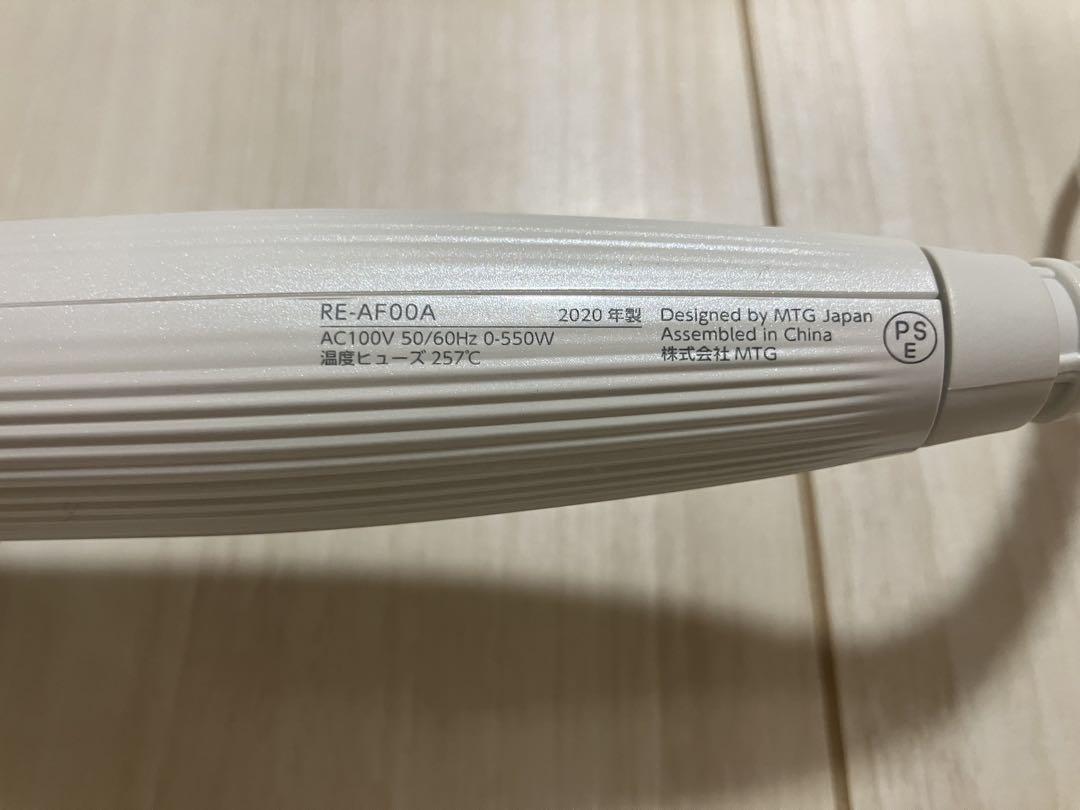 RE-AF00A 2020 年製
AC100V 50/60Hz 0-550W
温度ヒューズ 257℃
Designed by MTG Japan
Assembled in China
株式会社 MTG
PS
E